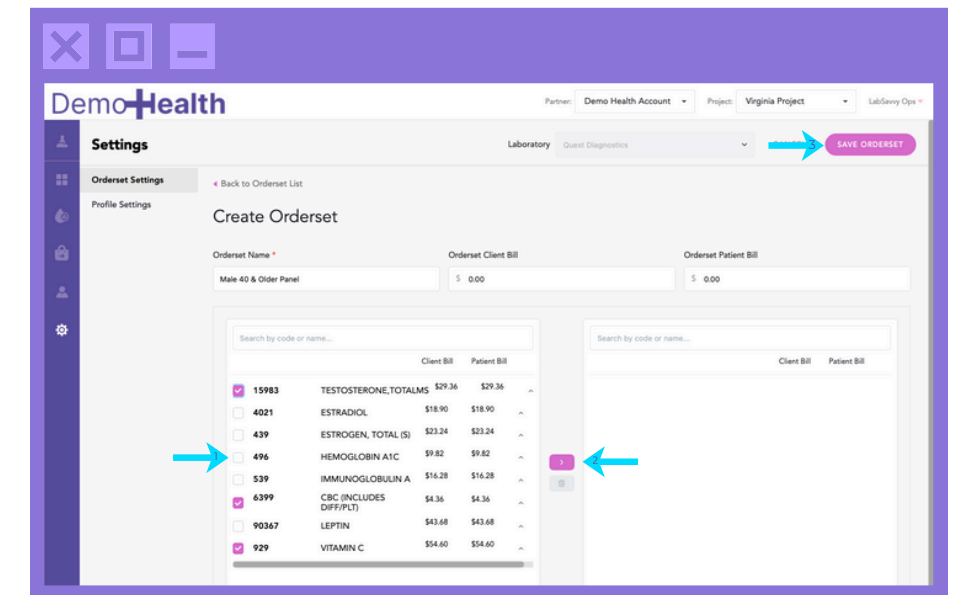 Demo Health
Partner: Demo Health Account Project: Virginia Project LabSavvy Ops
Settings
Laboratory Quest Diagnostics 3 SAVE ORDERSET
Orderset Settings
Profile Settings
Back to Orderset List
Create Orderset
Orderset Name * Orderset Client Bill Orderset Patient Bill
Male 40 & Older Panel $ 0.00 $ 0.00
Search by code or name... Search by code or name...
Client Bill Patient Bill Client Bill Patient Bill
15983 TESTOSTERONE,TOTALMS $29.36 $29.36
4021 ESTRADIOL $18.90 $18.90
439 ESTROGEN, TOTAL (S) $23.24 $23.24
1 496 HEMOGLOBIN A1C $9.82 $9.82 2
539 IMMUNOGLOBULIN A $16.28 $16.28
6399 CBC (INCLUDES DIFF/PLT) $4.36 $4.36
90367 LEPTIN $43.68 $43.68
929 VITAMIN C $54.60 $54.60